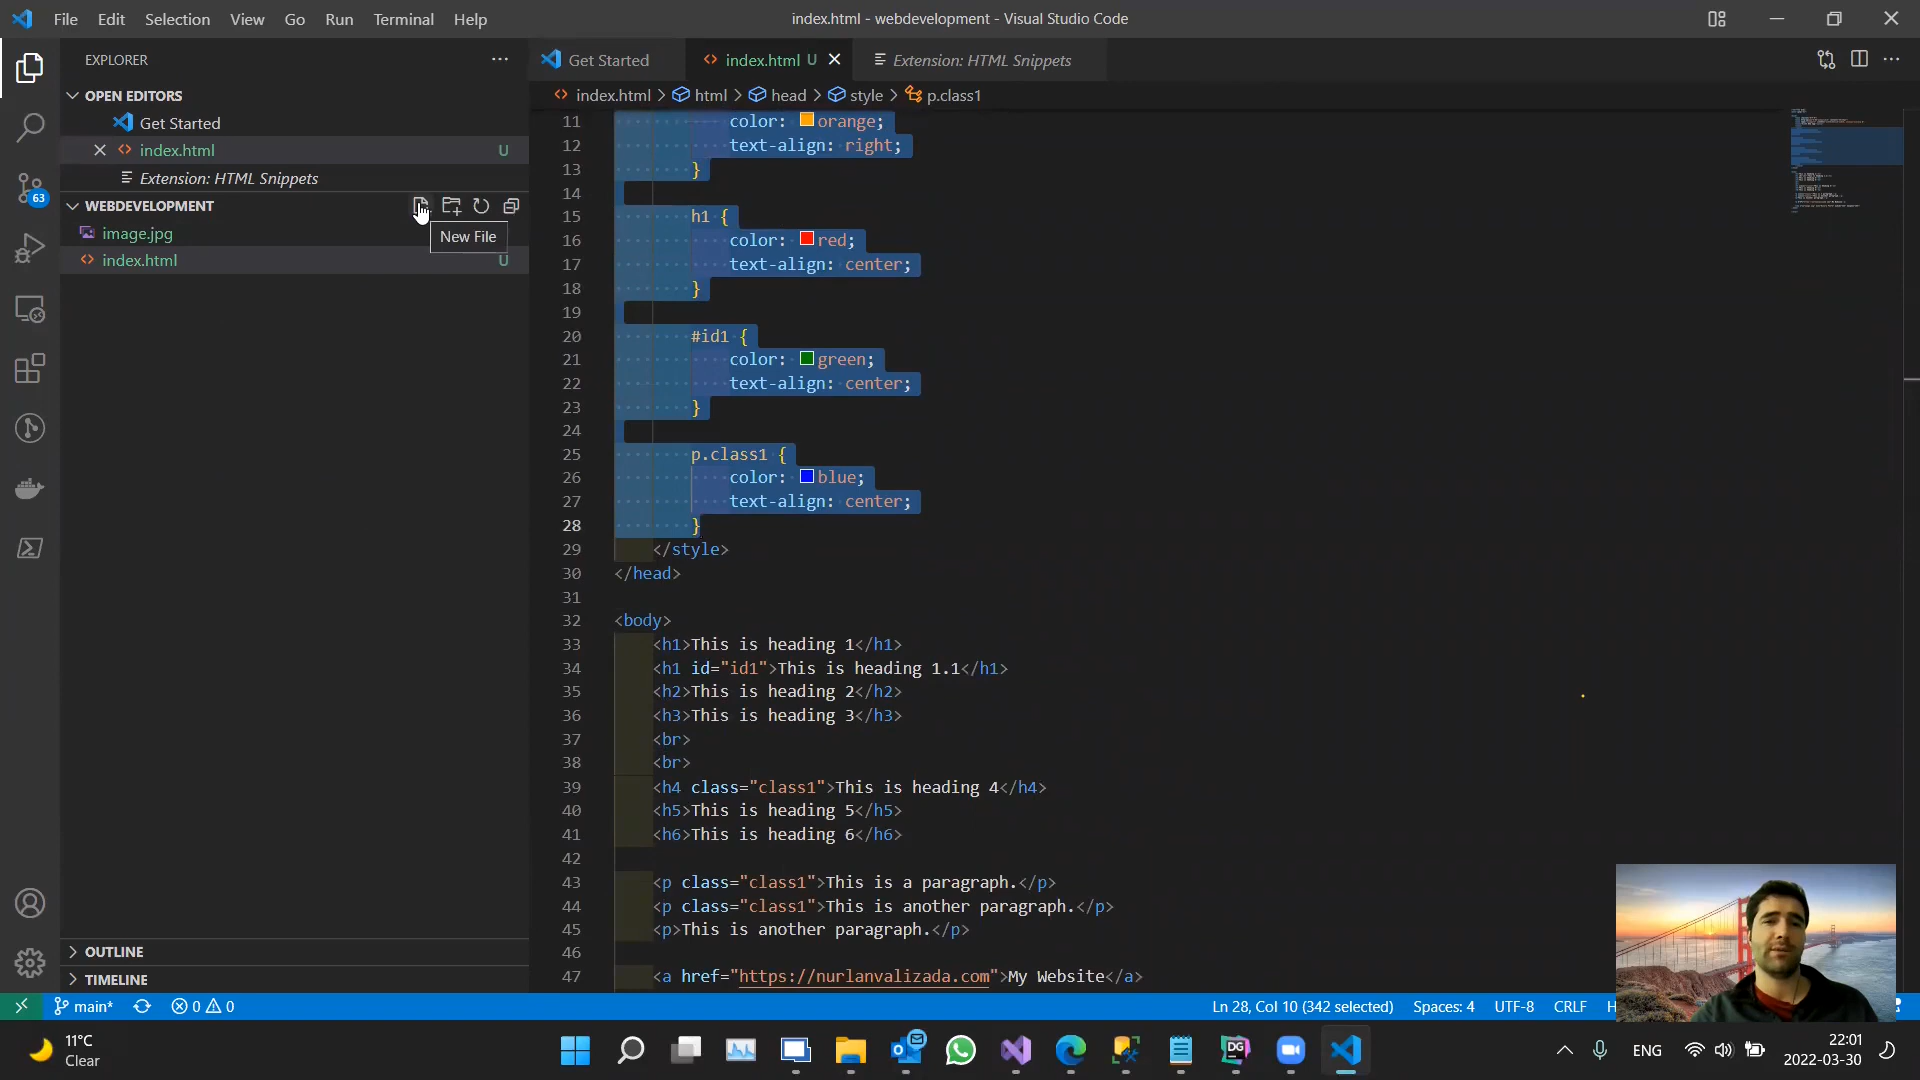 File Edit Selection View Go Run Terminal Help
index.html - webdevelopment - Visual Studio Code
EXPLORER
OPEN EDITORS
Get Started
index.html U
Extension: HTML Snippets
WEBDEVELOPMENT
New File
image.jpg
index.html U
63
OUTLINE
TIMELINE
Get Started index.html U Extension: HTML Snippets
index.html > html > head > style > p.class1
11 color: orange;
12 text-align: right;
13 }
14
15 h1 {
16 color: red;
17 text-align: center;
18 }
19
20 #id1 {
21 color: green;
22 text-align: center;
23 }
24
25 p.class1 {
26 color: blue;
27 text-align: center;
28 }
29 </style>
30 </head>
31
32 <body>
33 <h1>This is heading 1</h1>
34 <h1 id="id1">This is heading 1.1</h1>
35 <h2>This is heading 2</h2>
36 <h3>This is heading 3</h3>
37 <br>
38 <br>
39 <h4 class="class1">This is heading 4</h4>
40 <h5>This is heading 5</h5>
41 <h6>This is heading 6</h6>
42
43 <p class="class1">This is a paragraph.</p>
44 <p class="class1">This is another paragraph.</p>
45 <p>This is another paragraph.</p>
46
47 <a href="https://nurlanvalizada.com">My Website</a>
main* 0 0 Ln 28, Col 10 (342 selected) Spaces: 4 UTF-8 CRLF H
11°C
Clear
DG
ENG
22:01
2022-03-30